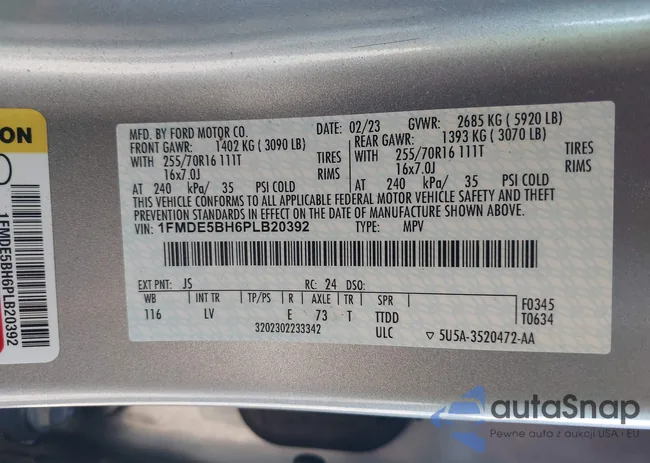 ON
1FMDE5BH6PLB20392
MFD. BY FORD MOTOR CO.
DATE: 02/23 GVWR: 2685 KG ( 5920 LB)
FRONT GAWR: 1402 KG ( 3090 LB)
WITH 255/70R16 111T TIRES
16x7.0J RIMS
AT 240 kPa/ 35 PSI COLD
REAR GAWR: 1393 KG ( 3070 LB)
WITH 255/70R16 111T TIRES
16x7.0J RIMS
AT 240 kPa/ 35 PSI COLD
THIS VEHICLE CONFORMS TO ALL APPLICABLE FEDERAL MOTOR VEHICLE SAFETY AND THEFT
PREVENTION STANDARDS IN EFFECT ON THE DATE OF MANUFACTURE SHOWN ABOVE.
VIN: 1FMDE5BH6PLB20392 TYPE: MPV
EXT PNT: JS RC: 24 DSO:
WB INT TR TP/PS R AXLE TR SPR
116 LV E 73 T TTDD
F0345
T0634
3202302233342 ULC ▽ 5U5A-3520472-AA
autaSnap
Pewne auta z aukcji USA i EU